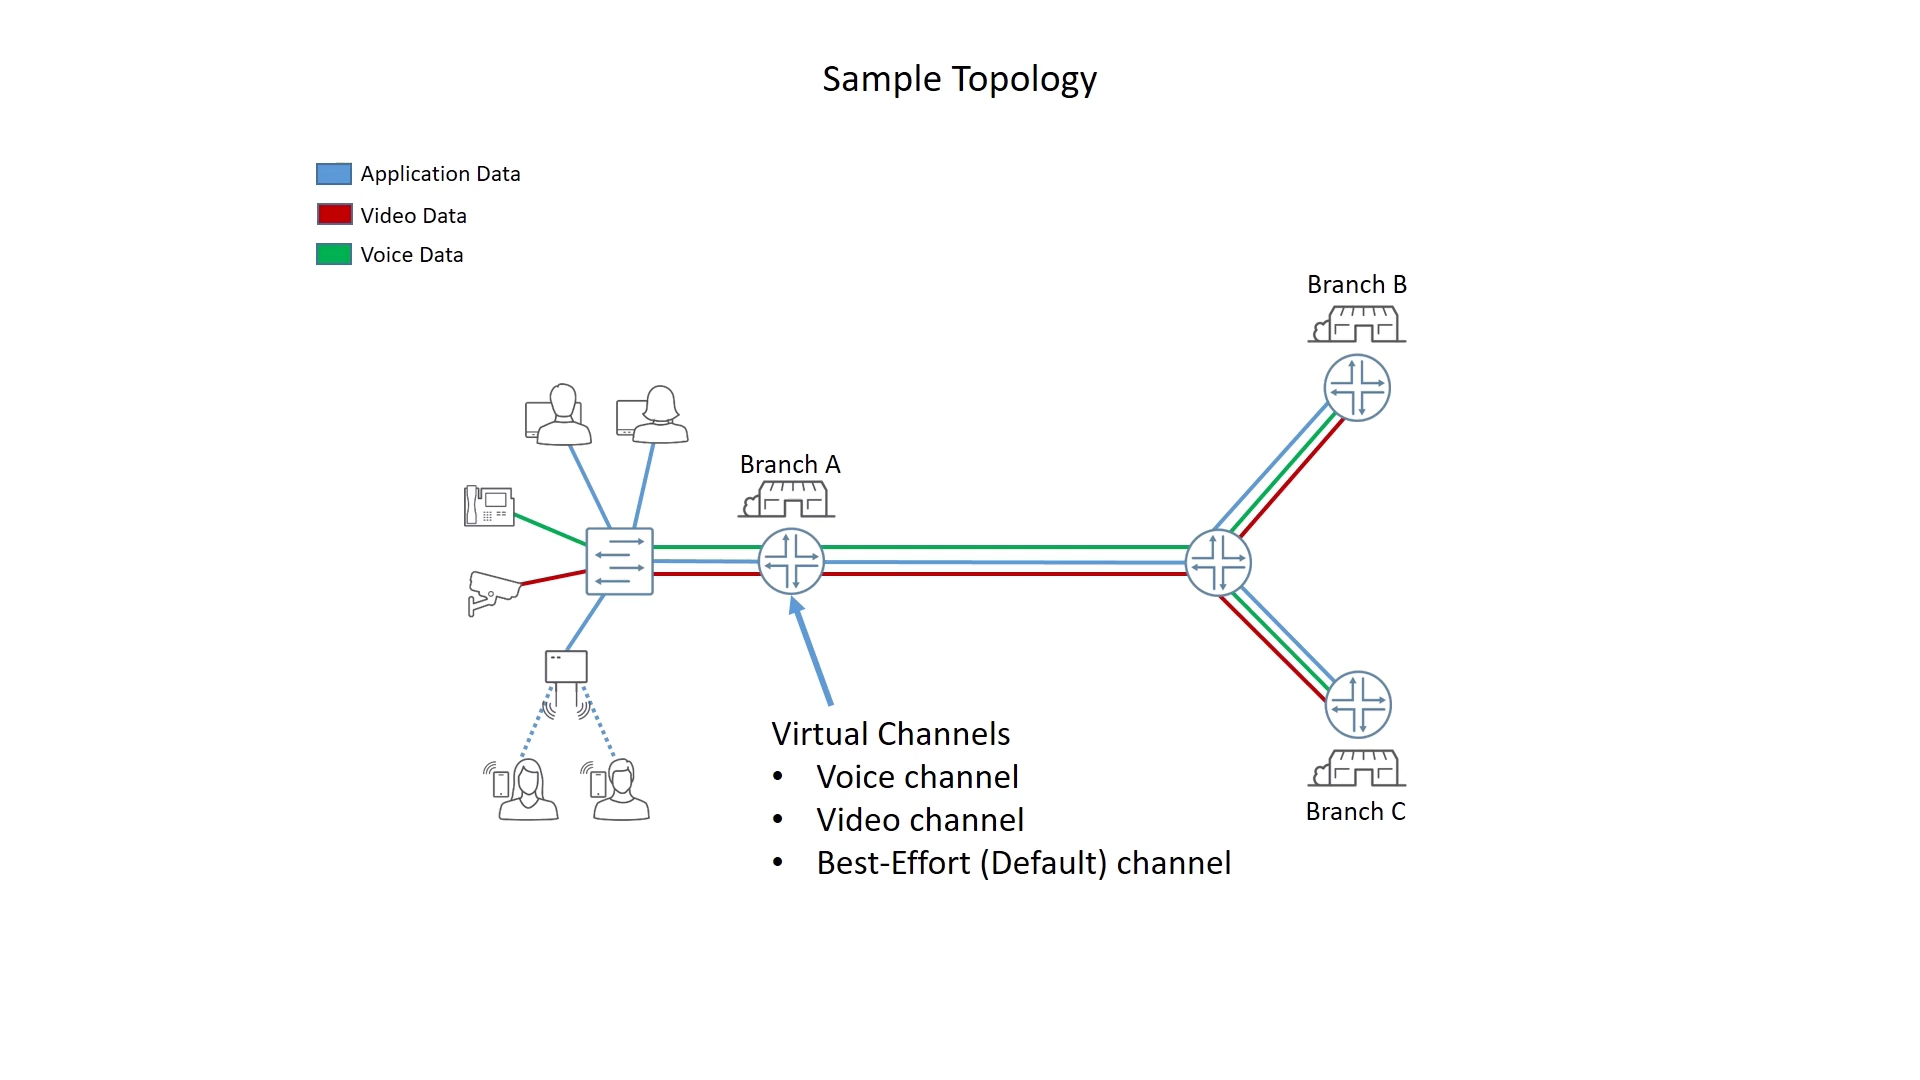 Sample Topology
Application Data
Video Data
Voice Data
Branch B
Branch A
Virtual Channels
• Voice channel
• Video channel
• Best-Effort (Default) channel
Branch C